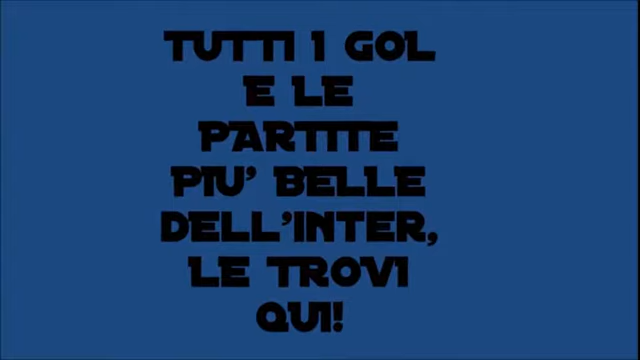 TUTTI I GOL
E LE
PARTITE
PIU' BELLE
DELL'INTER,
LE TROVI
QUI!